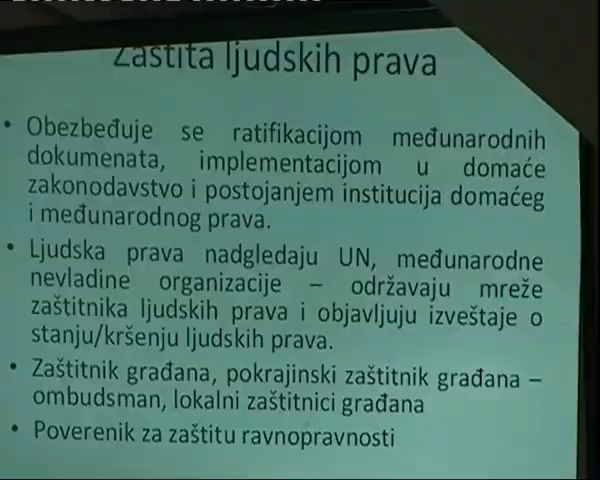 Zaštita ljudskih prava
• Obezbeđuje se ratifikacijom međunarodnih
dokumenata, implementacijom u domaće
zakonodavstvo i postojanjem institucija domaćeg
i međunarodnog prava.
• Ljudska prava nadgledaju UN, međunarodne
nevladine organizacije – održavaju mreže
zaštitnika ljudskih prava i objavljuju izveštaje o
stanju/kršenju ljudskih prava.
• Zaštitnik građana, pokrajinski zaštitnik građana –
ombudsman, lokalni zaštitnici građana
• Poverenik za zaštitu ravnopravnosti